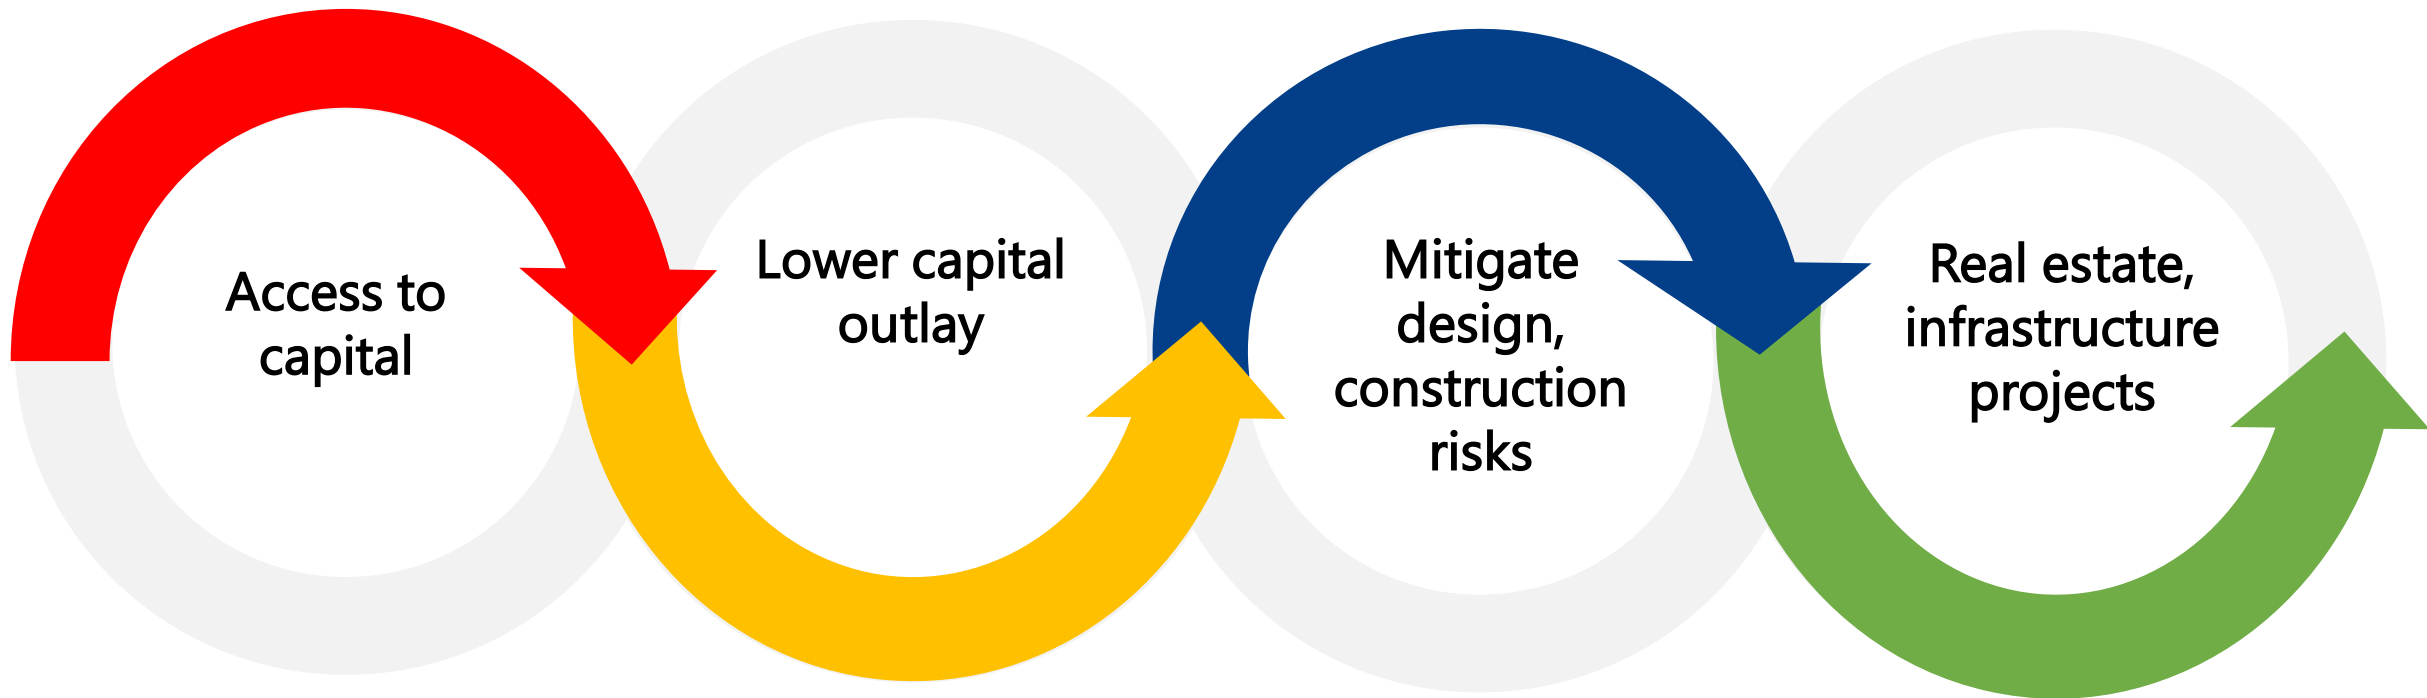 Access to
capital
Lower capital
outlay
Mitigate
design,
construction
risks
Real estate,
infrastructure
projects